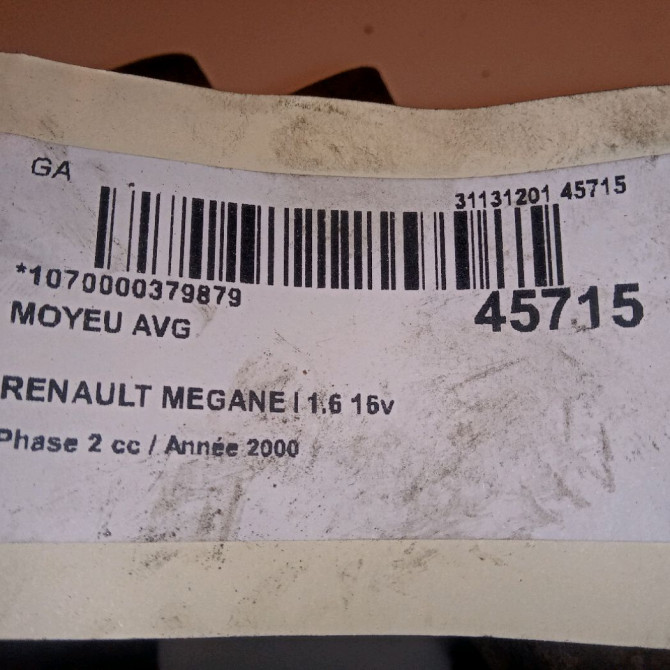 GA
31131201 45715
*1070000379879
45715
MOYEU AVG
RENAULT MEGANE I 1.6 16v
Phase 2 cc / Année 2000